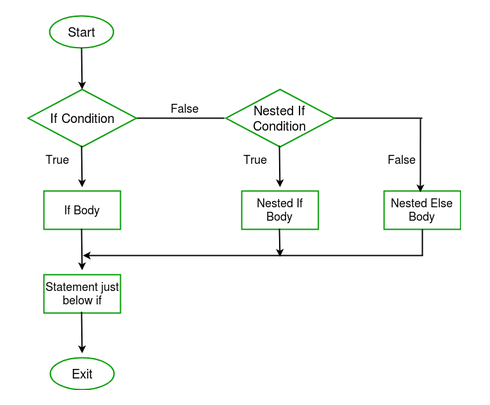 Start
If Condition
False
Nested If
Condition
True
True
False
If Body
Nested If
Body
Nested Else
Body
Statement just
below if
Exit